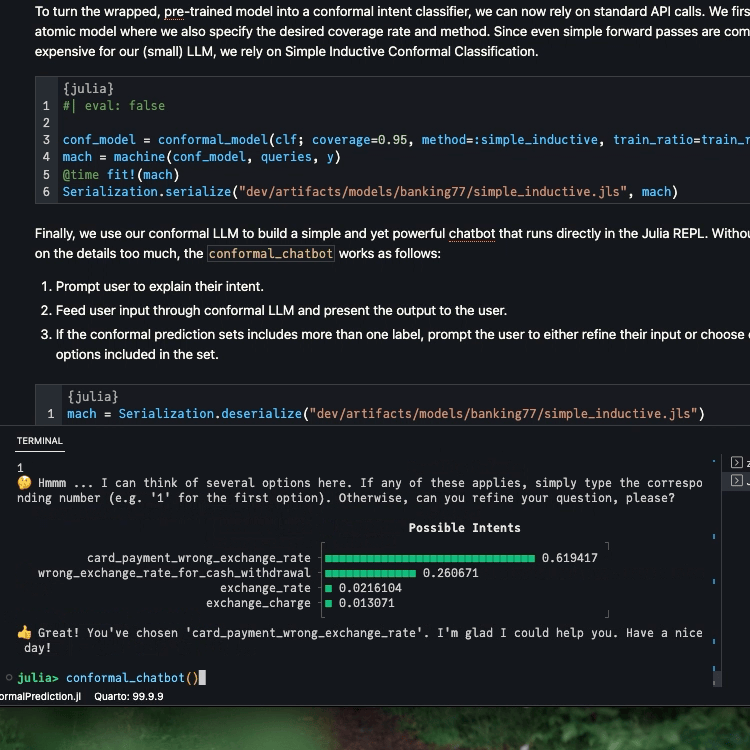 To turn the wrapped, pre-trained model into a conformal intent classifier, we can now rely on standard API calls. We
atomic model where we also specify the desired coverage rate and method. Since even simple forward passes are
expensive for our (small) LLM, we rely on Simple Inductive Conformal Classification.
{julia}
1 #| eval: false
2
3 conf_model = conformal_model(clf; coverage=0.95, method=:simple_inductive, train_ratio=train_r
4 mach = machine(conf_model, queries, y)
5 @time fit!(mach)
6 Serialization.serialize("dev/artifacts/models/banking77/simple_inductive.jls", mach)
Finally, we use our conformal LLM to build a simple and yet powerful chatbot that runs directly in the Julia REPL.
on the details too much, the conformal_chatbot works as follows:
1. Prompt user to explain their intent.
2. Feed user input through conformal LLM and present the output to the user.
3. If the conformal prediction sets includes more than one label, prompt the user to either refine their input or choose
options included in the set.
{julia}
1 mach = Serialization.deserialize("dev/artifacts/models/banking77/simple_inductive.jls")
TERMINAL
1
🤔 Hmmm ... I can think of several options here. If any of these applies, simply type the correspo
nding number (e.g. '1' for the first option). Otherwise, can you refine your question, please?
Possible Intents
card_payment_wrong_exchange_rate 0.619417
wrong_exchange_rate_for_cash_withdrawal 0.260671
exchange_rate 0.0216104
exchange_charge 0.013071
👍 Great! You've chosen 'card_payment_wrong_exchange_rate'. I'm glad I could help you. Have a nice
day!
julia> conformal_chatbot()
ormalPrediction.jl Quarto: 99.9.9